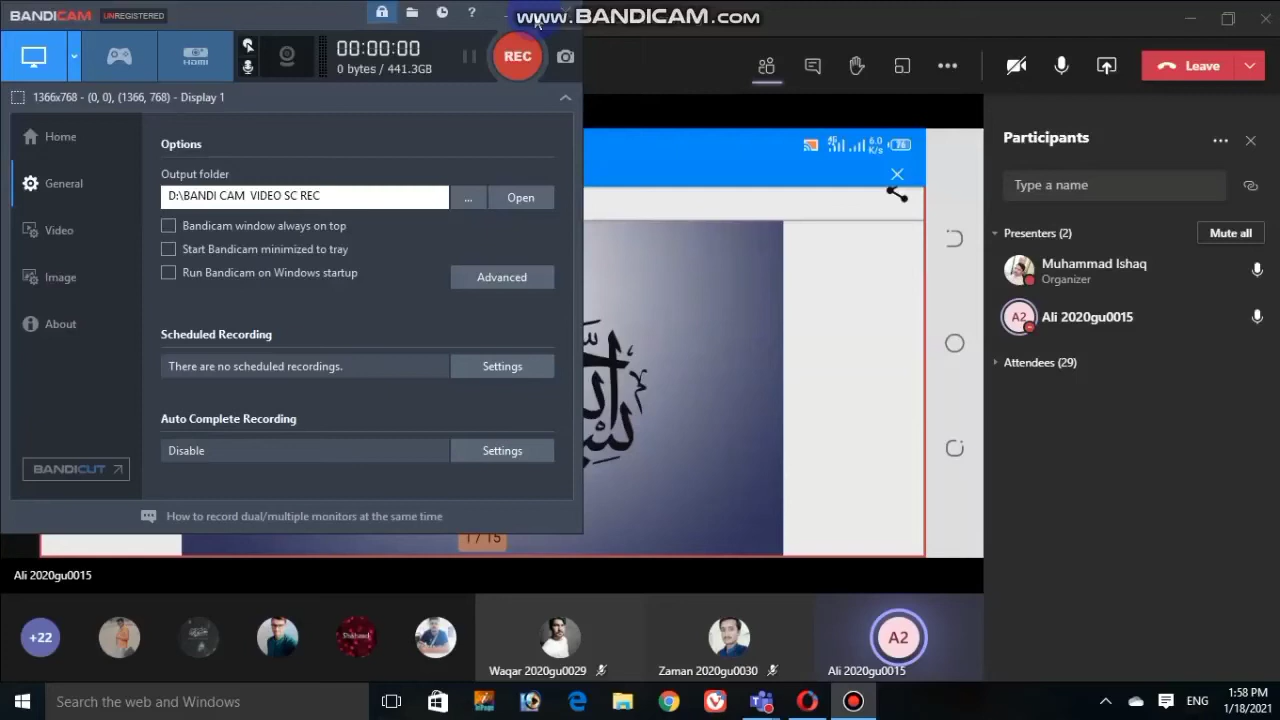 BANDICAM UNREGISTERED
www.BANDICAM.com
HDMI
00:00:00
0 bytes / 441.3GB
REC
Leave
1366x768 - (0, 0), (1366, 768) - Display 1
Home
General
Video
Image
About
BANDICUT
Options
Output folder
D:\BANDI CAM  VIDEO SC REC
...
Open
Bandicam window always on top
Start Bandicam minimized to tray
Run Bandicam on Windows startup
Advanced
Scheduled Recording
There are no scheduled recordings.
Settings
Auto Complete Recording
Disable
Settings
How to record dual/multiple monitors at the same time
4G
6.0
K/s
76
1 / 15
Participants
Type a name
Presenters (2)
Mute all
Muhammad Ishaq
Organizer
A2
Ali 2020gu0015
Attendees (29)
Ali 2020gu0015
+22
Shahzad
Waqar 2020gu0029
Zaman 2020gu0030
A2
Ali 2020gu0015
Search the web and Windows
ENG
1:58 PM
1/18/2021